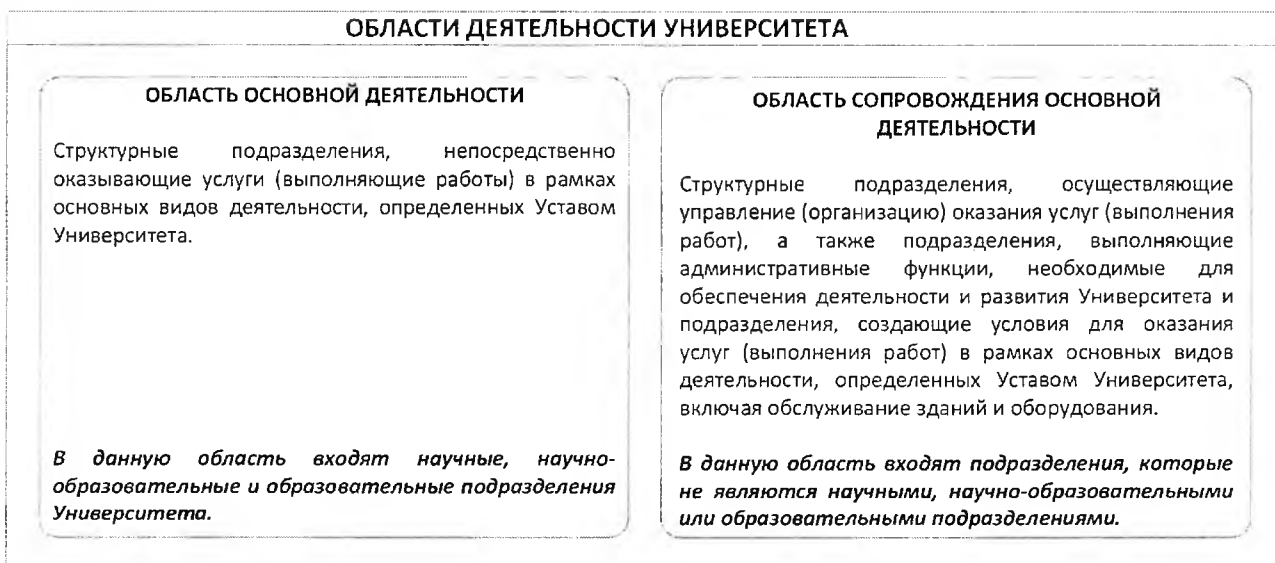 ОБЛАСТИ ДЕЯТЕЛЬНОСТИ УНИВЕРСИТЕТА
ОБЛАСТЬ ОСНОВНОЙ ДЕЯТЕЛЬНОСТИ
Структурные подразделения, непосредственно
оказывающие услуги (выполняющие работы) в рамках
основных видов деятельности, определенных Уставом
Университета.
В данную область входят научные, научно-
образовательные и образовательные подразделения
Университета.
ОБЛАСТЬ СОПРОВОЖДЕНИЯ ОСНОВНОЙ
ДЕЯТЕЛЬНОСТИ
Структурные подразделения, осуществляющие
управление (организацию) оказания услуг (выполнения
работ), а также подразделения, выполняющие
административные функции, необходимые для
обеспечения деятельности и развития Университета и
подразделения, создающие условия для оказания
услуг (выполнения работ) в рамках основных видов
деятельности, определенных Уставом Университета,
включая обслуживание зданий и оборудования.
В данную область входят подразделения, которые
не являются научными, научно-образовательными
или образовательными подразделениями.